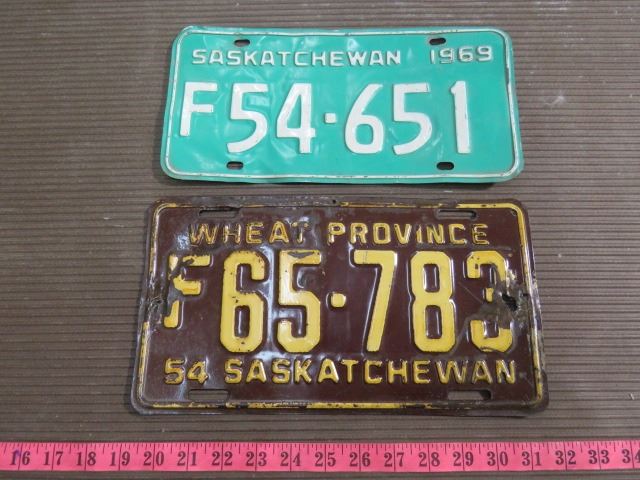 SASKATCHEWAN 1969
F54·651
WHEAT PROVINCE
F65·783
54 SASKATCHEWAN
16 17 18 19 20 21 22 23 24 25 26 27 28 29 30 31 32 33 34